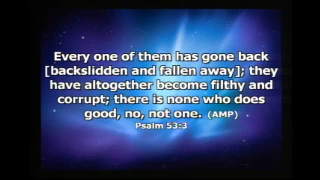 Every one of them has gone back
[backslidden and fallen away]; they
have altogether become filthy and
corrupt; there is none who does
good, no, not one. (AMP)
Psalm 53:3